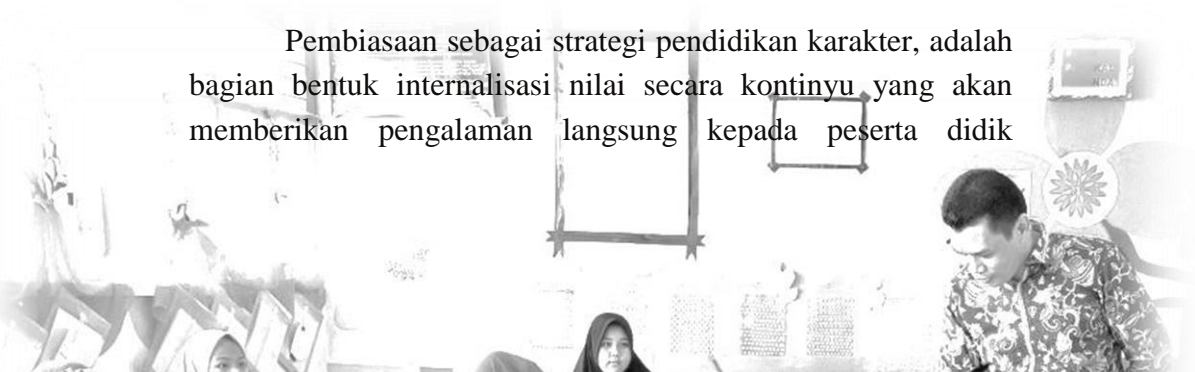 Pembiasaan sebagai strategi pendidikan karakter, adalah
bagian bentuk internalisasi nilai secara kontinyu yang akan
memberikan pengalaman langsung kepada peserta didik